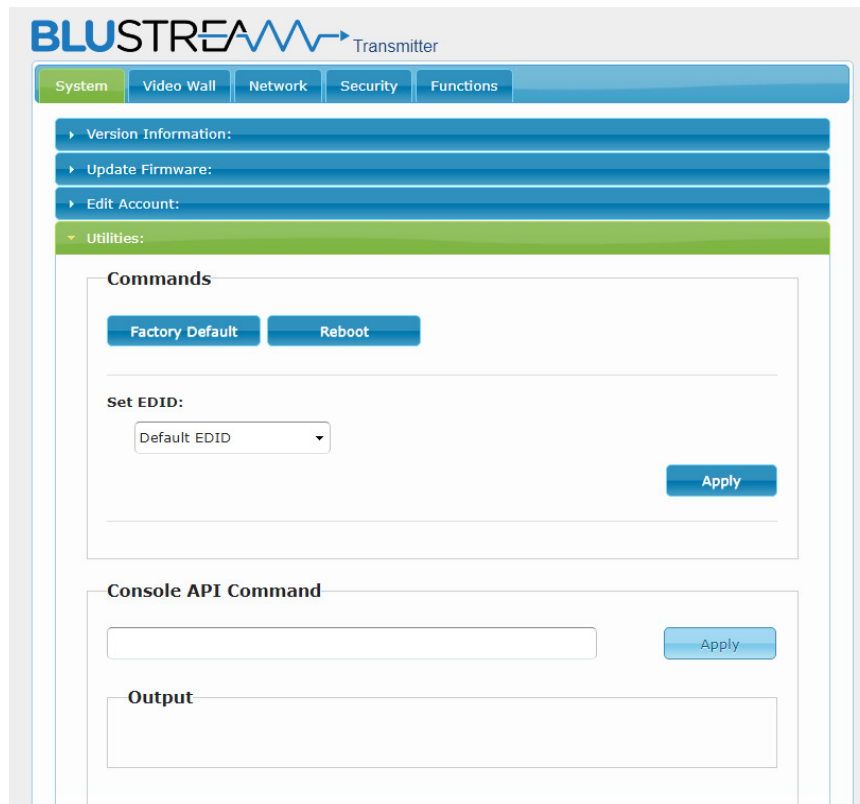 BLUSTREAM Transmitter
System Video Wall Network Security Functions
Version Information:
Update Firmware:
Edit Account:
Utilities:
Commands
Factory Default Reboot
Set EDID:
Default EDID
Apply
Console API Command
Apply
Output